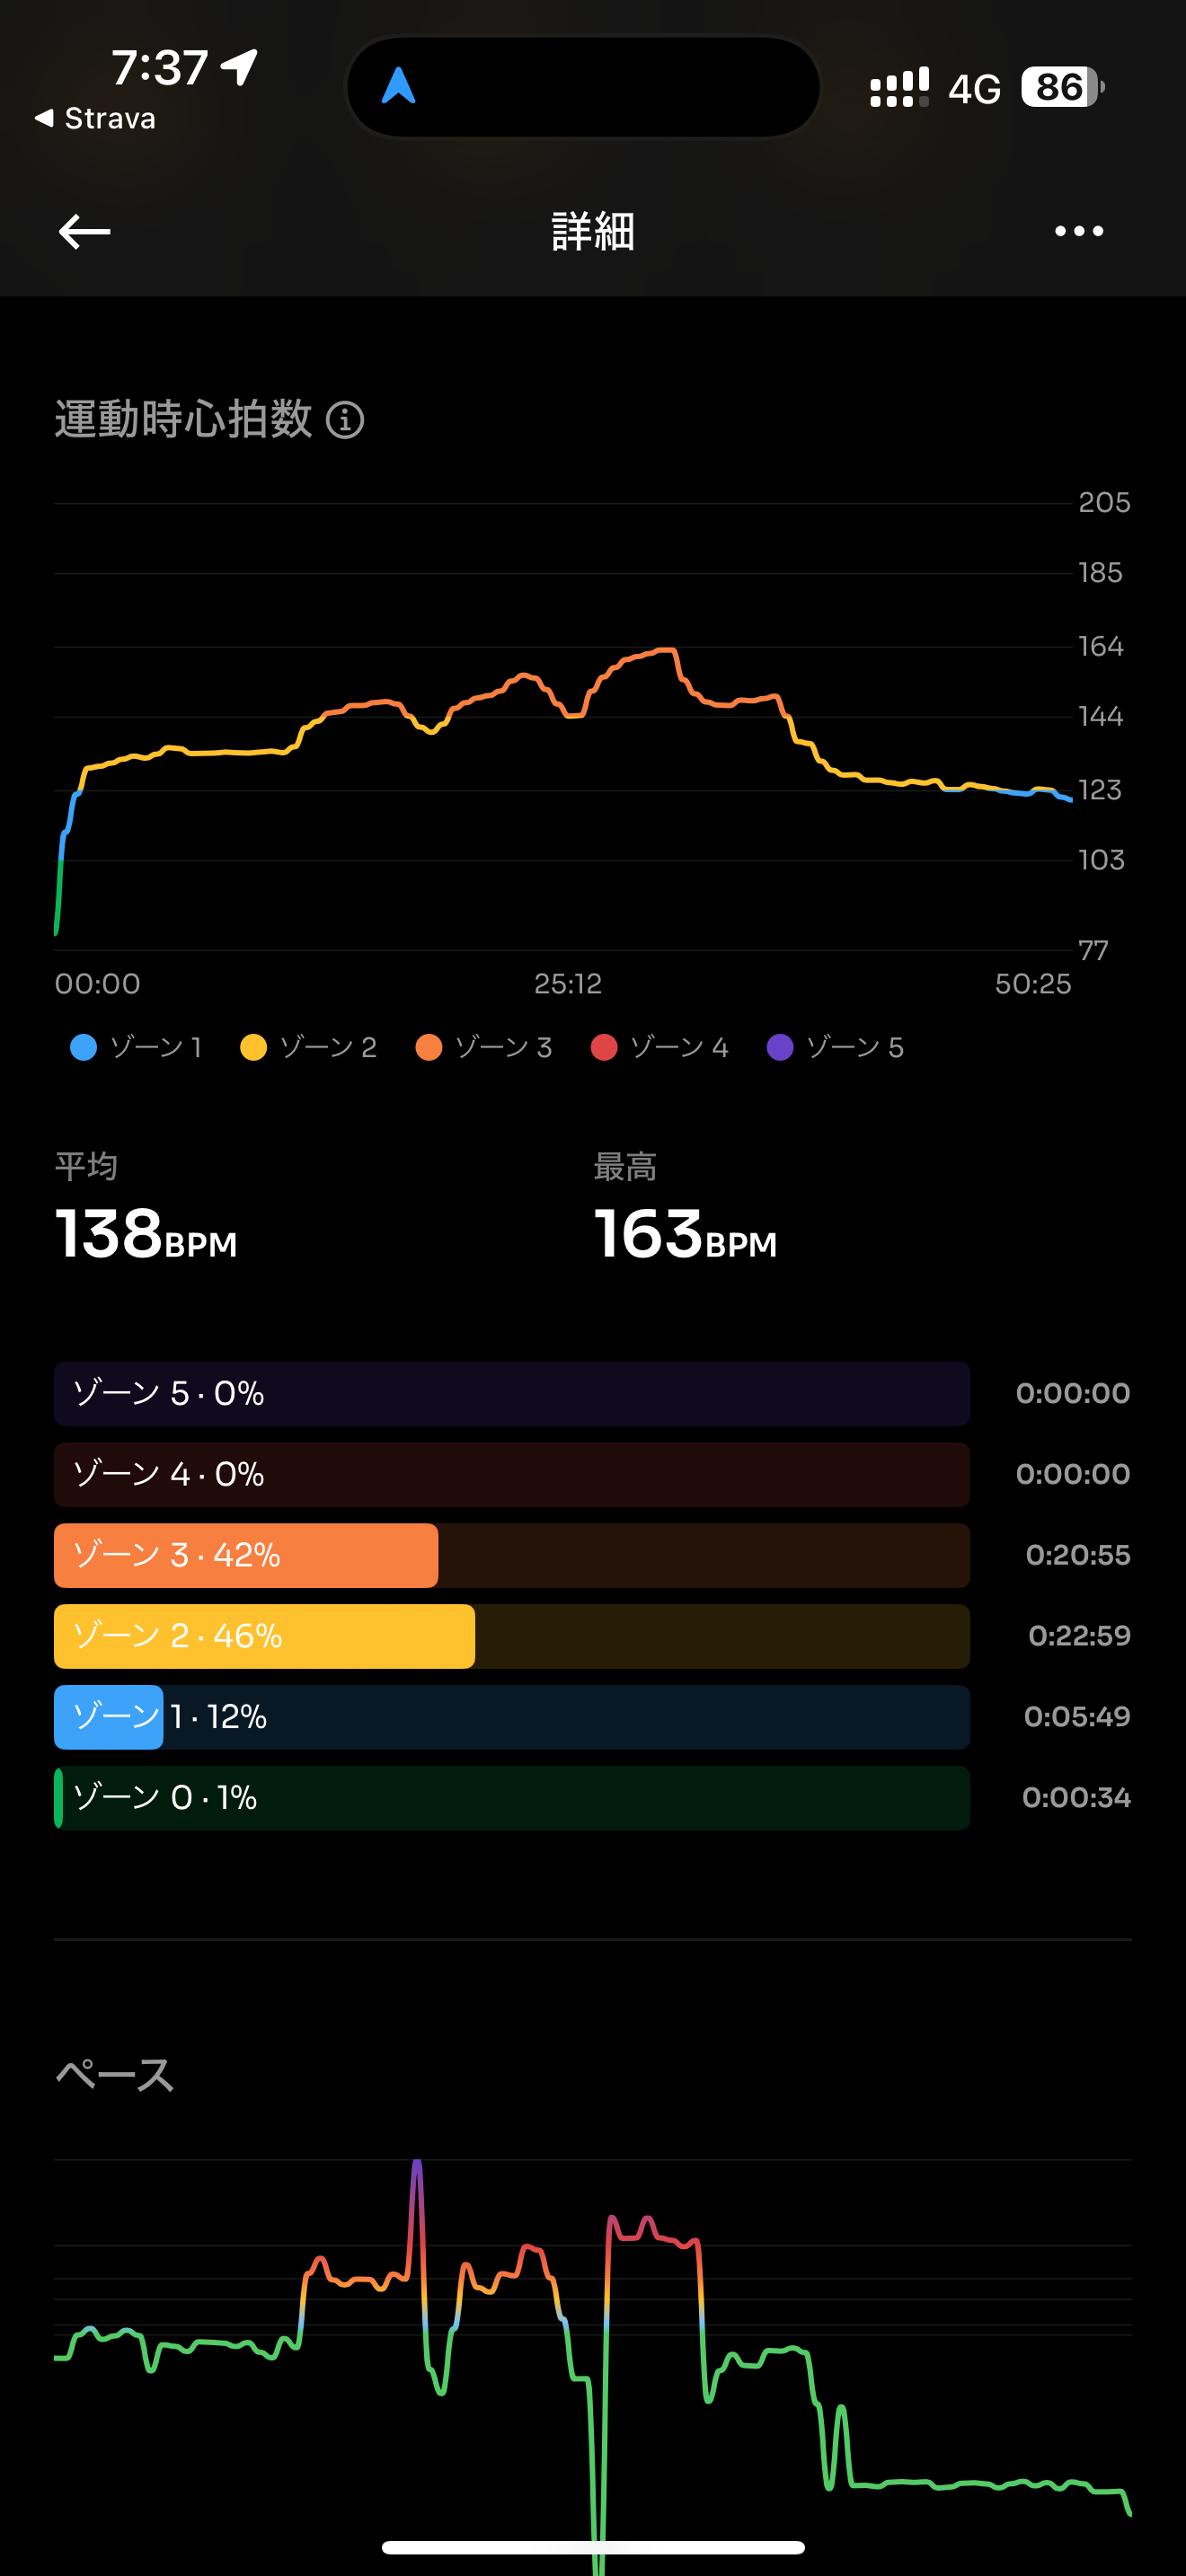 7:37
4G 86
◀ Strava
詳細
運動時心拍数
205
185
164
144
123
103
77
00:00 25:12 50:25
ゾーン 1 ゾーン 2 ゾーン 3 ゾーン 4 ゾーン 5
平均 最高
138BPM 163BPM
ゾーン 5 · 0% 0:00:00
ゾーン 4 · 0% 0:00:00
ゾーン 3 · 42% 0:20:55
ゾーン 2 · 46% 0:22:59
ゾーン 1 · 12% 0:05:49
ゾーン 0 · 1% 0:00:34
ペース